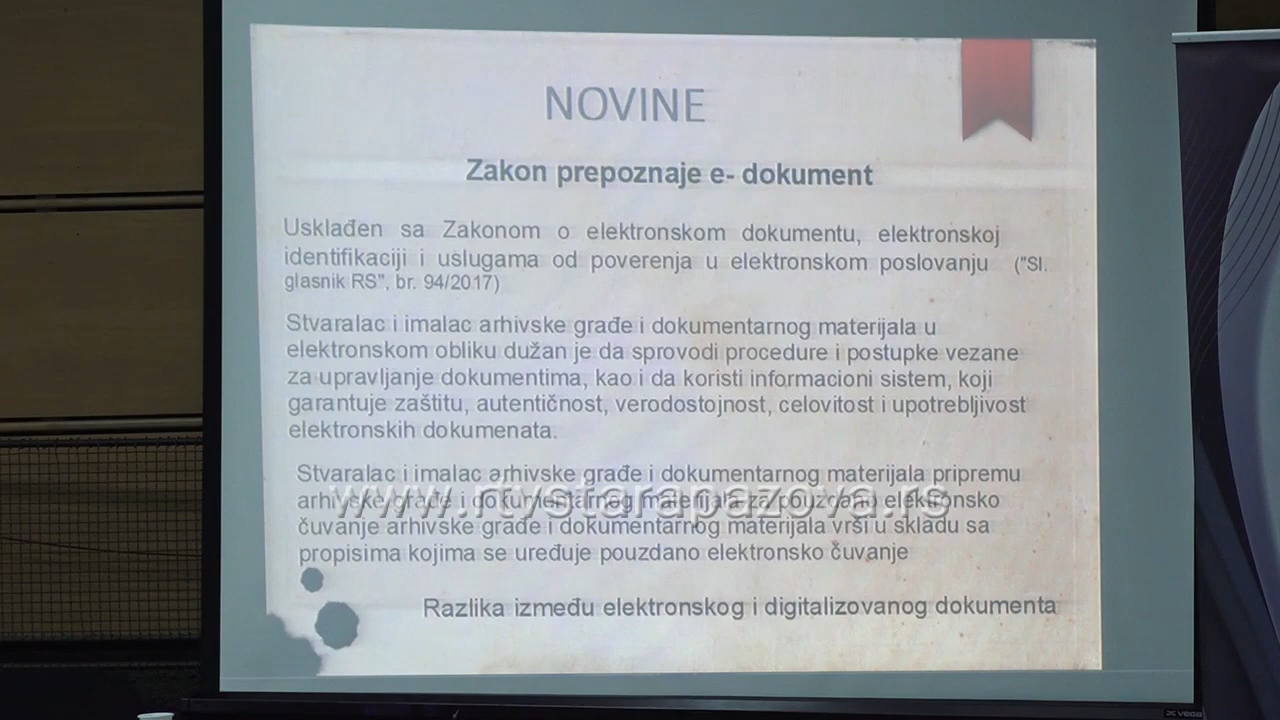 NOVINE
Zakon prepoznaje e- dokument
Usklađen sa Zakonom o elektronskom dokumentu, elektronskoj
identifikaciji i uslugama od poverenja u elektronskom poslovanju ("Sl.
glasnik RS", br. 94/2017)
Stvaralac i imalac arhivske građe i dokumentarnog materijala u
elektronskom obliku dužan je da sprovodi procedure i postupke vezane
za upravljanje dokumentima, kao i da koristi informacioni sistem, koji
garantuje zaštitu, autentičnost, verodostojnost, celovitost i upotrebljivost
elektronskih dokumenata.
Stvaralac i imalac arhivske građe i dokumentarnog materijala pripremu
arhivske građe i dokumentarnog materijala za pouzdano elektronsko
www.rtvstarapazova.rs
čuvanje arhivske građe i dokumentarnog materijala vrši u skladu sa
propisima kojima se uređuje pouzdano elektronsko čuvanje
Razlika između elektronskog i digitalizovanog dokumenta
vega